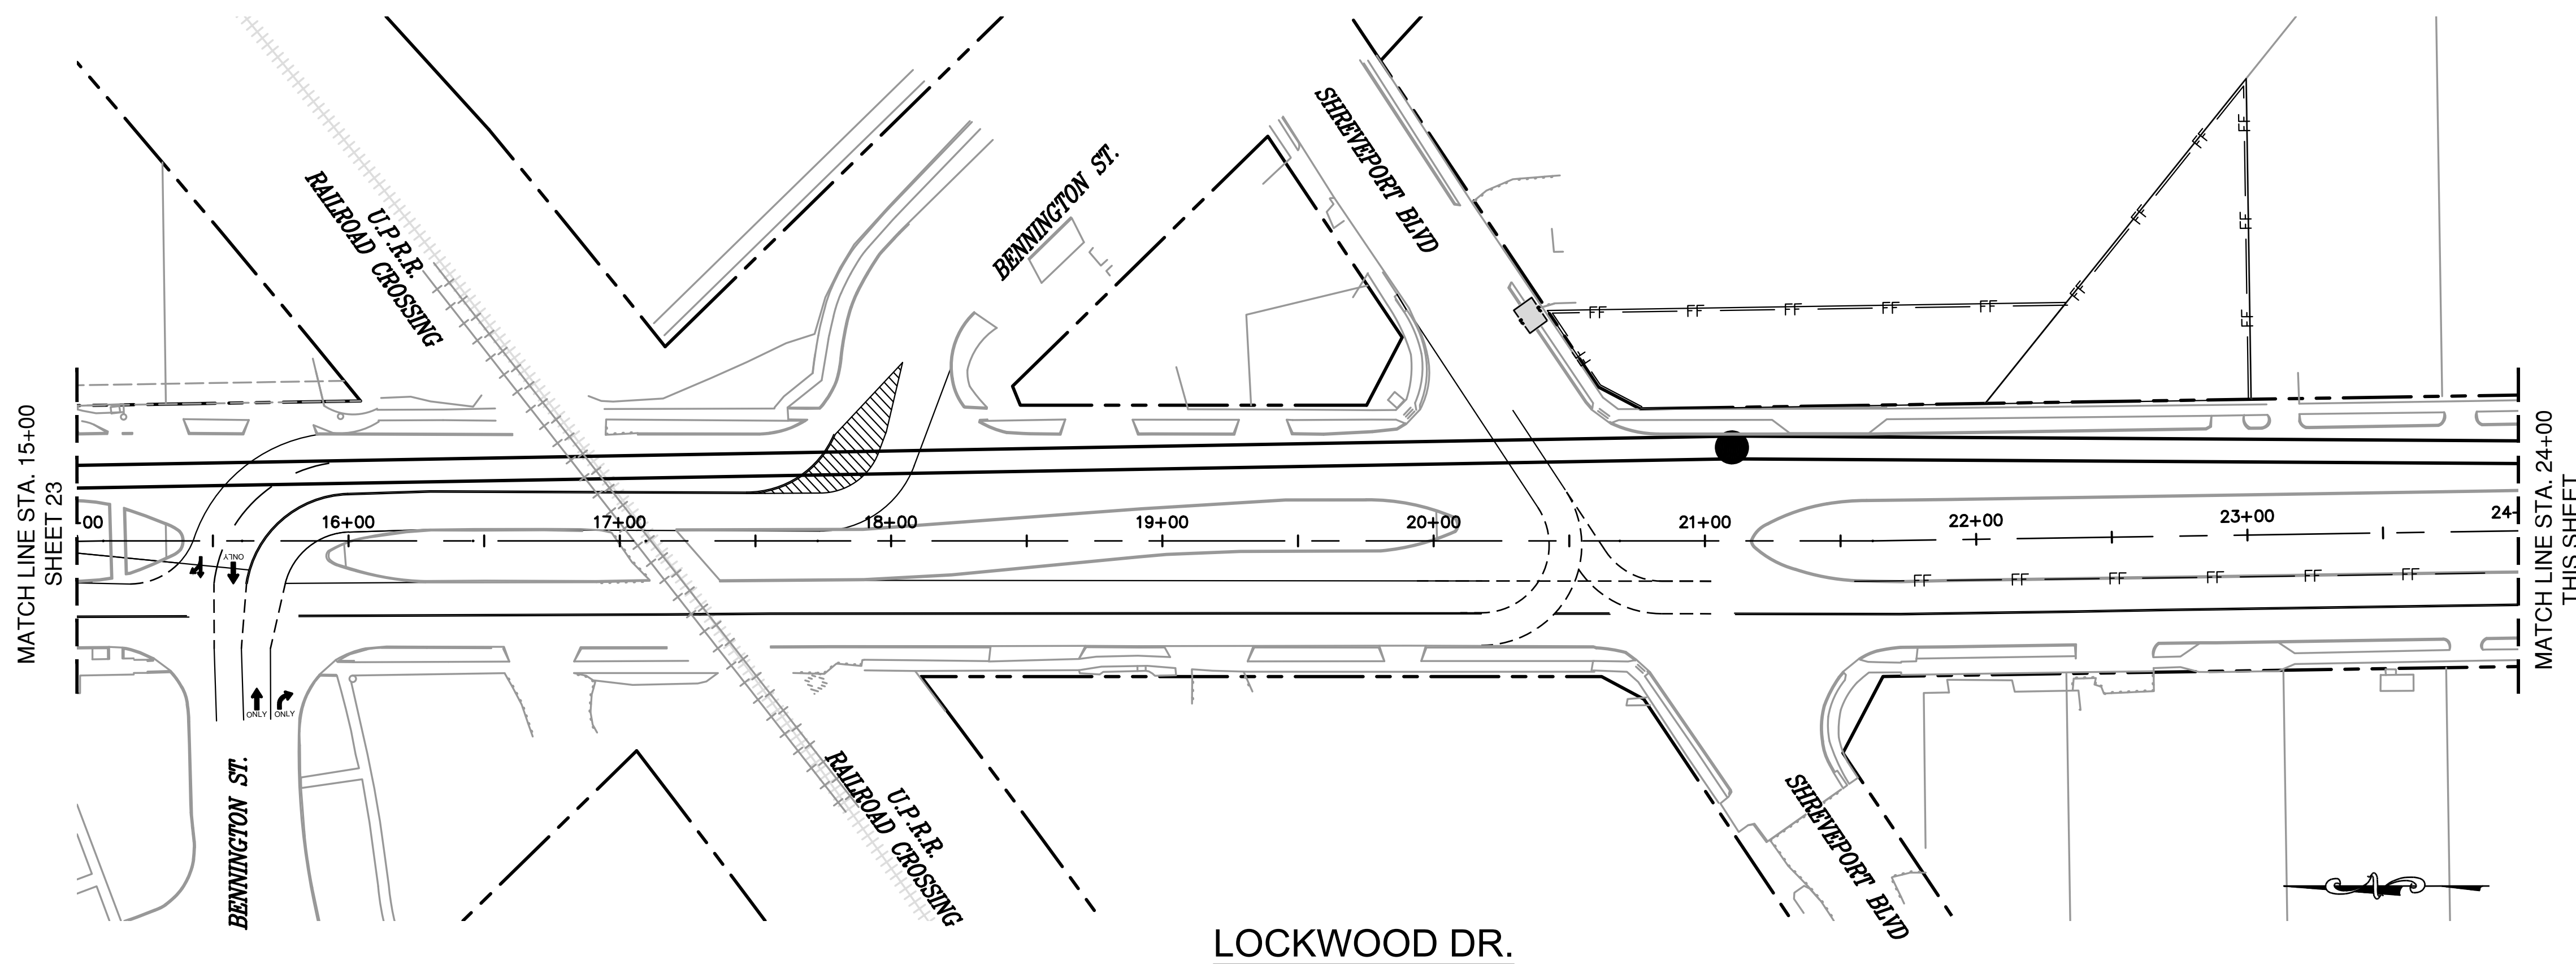 SHREVEPORT BLVD
BENNINGTON ST.
U.P.R.R.
RAILROAD CROSSING
FF
FF
FF
FF
FF
FF
FF
FF
FF
FF
FF
FF
MATCH LINE STA. 15+00
SHEET 23
00
16+00
17+00
18+00
19+00
20+00
21+00
22+00
23+00
24-
MATCH LINE STA. 24+00
THIS SHEET
ONLY
FF
FF
FF
FF
FF
FF
ONLY
ONLY
BENNINGTON ST.
U.P.R.R.
RAILROAD CROSSING
SHREVEPORT BLVD
LOCKWOOD DR.